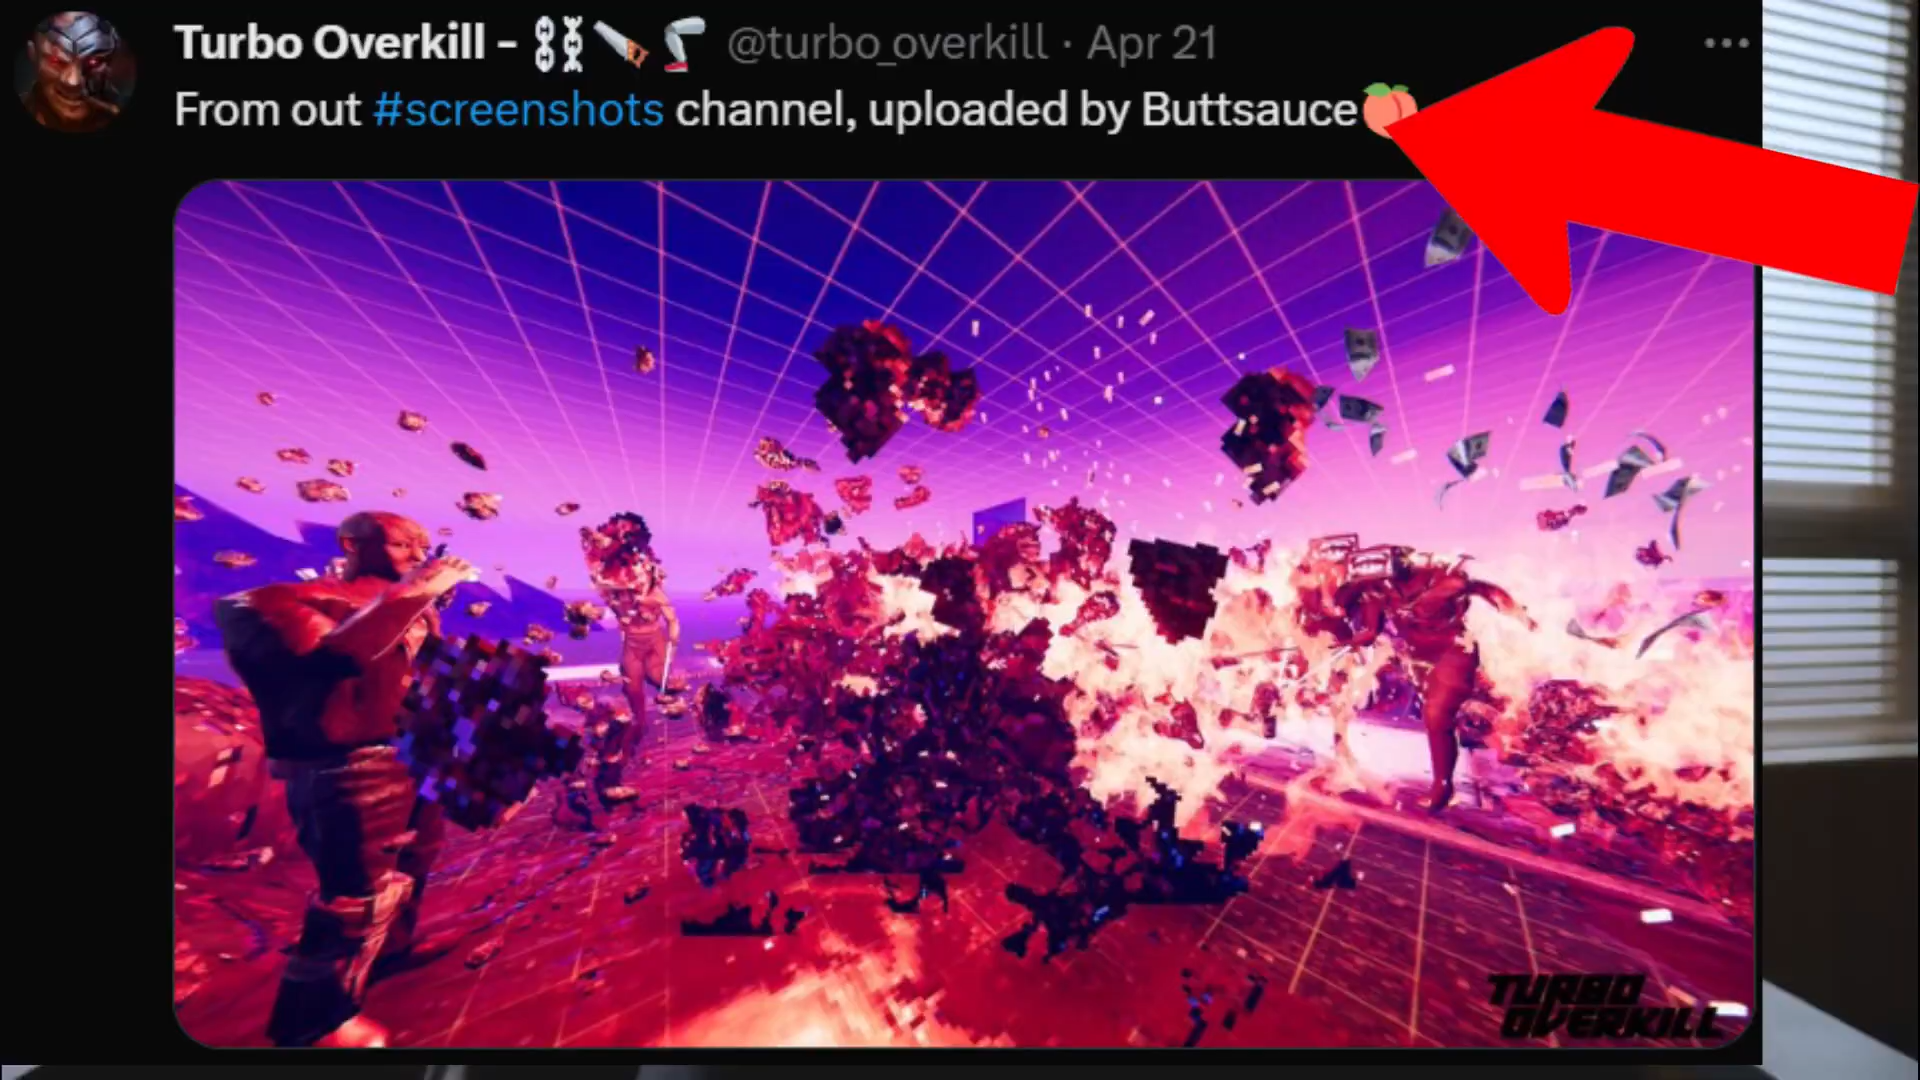 Turbo Overkill - ⛓⛓🪚🦿 @turbo_overkill · Apr 21
From out #screenshots channel, uploaded by Buttsauce🍑
TURBO
OVERKILL